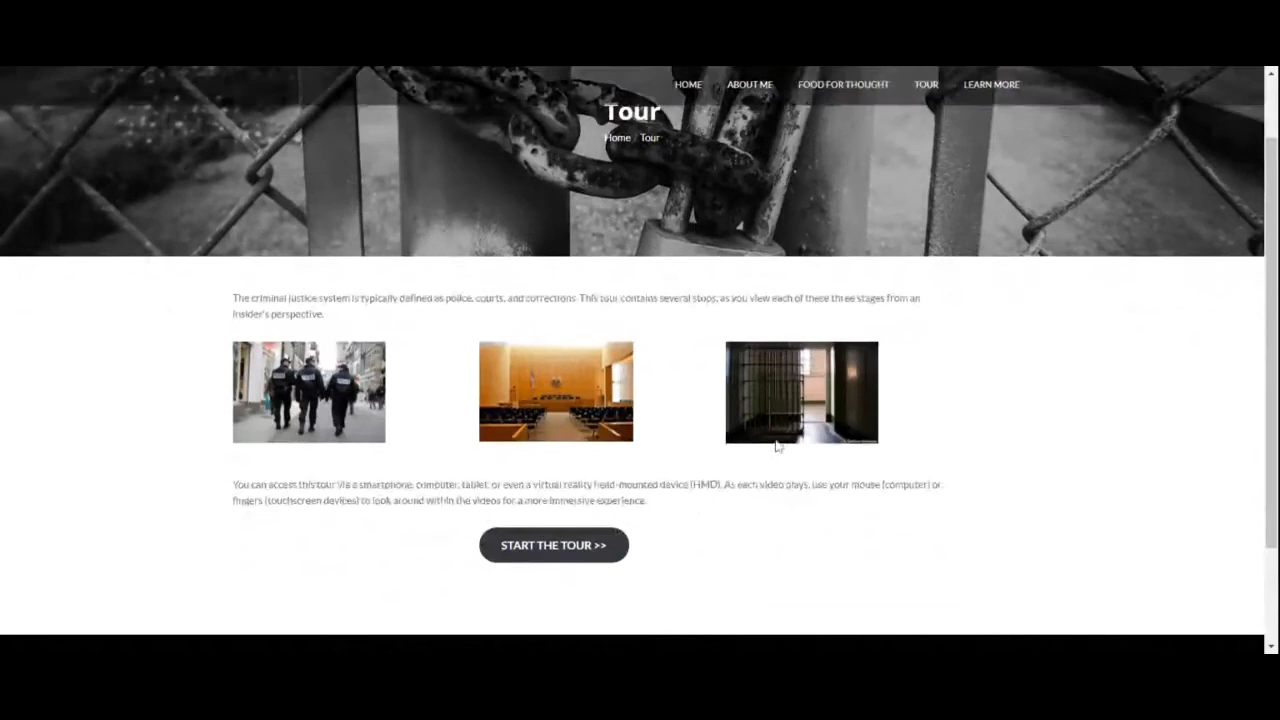 HOME ABOUT ME FOOD FOR THOUGHT TOUR LEARN MORE
Tour
Home / Tour
The criminal justice system is typically defined as police, courts, and corrections. This tour contains several stops, as you view each of these three stages from an
insider's perspective.
You can access this tour via a smartphone, computer, tablet, or even a virtual reality head-mounted device (HMD). As each video plays, use your mouse (computer) or
fingers (touchscreen devices) to look around within the videos for a more immersive experience.
START THE TOUR >>